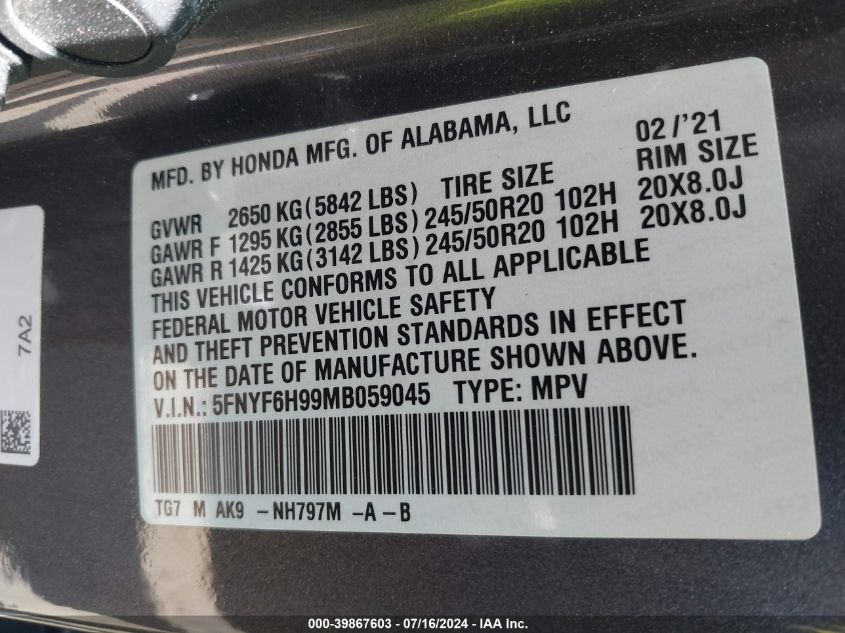 MFD. BY HONDA MFG. OF ALABAMA, LLC 02/'21
GVWR 2650 KG(5842 LBS) TIRE SIZE RIM SIZE
GAWR F 1295 KG(2855 LBS) 245/50R20 102H 20X8.0J
GAWR R 1425 KG(3142 LBS) 245/50R20 102H 20X8.0J
THIS VEHICLE CONFORMS TO ALL APPLICABLE
FEDERAL MOTOR VEHICLE SAFETY
AND THEFT PREVENTION STANDARDS IN EFFECT
ON THE DATE OF MANUFACTURE SHOWN ABOVE.
V.I.N.: 5FNYF6H99MB059045 TYPE: MPV
TG7 M AK9 -NH797M -A -B
7A2
000-39867603 - 07/16/2024 - IAA Inc.